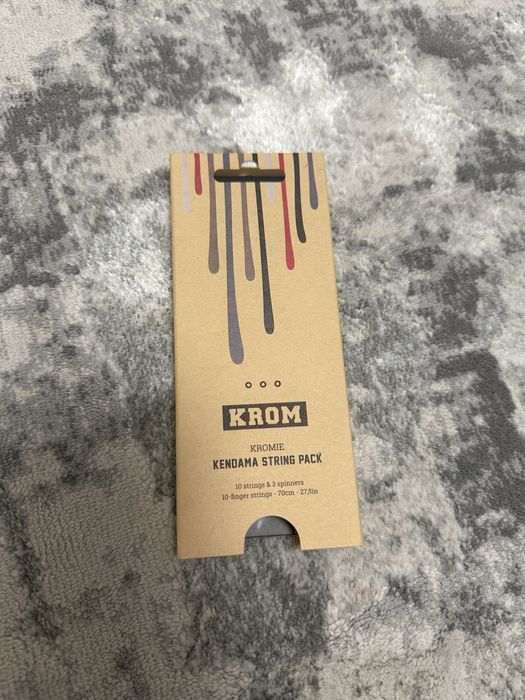 KROM
KROMIE
KENDAMA STRING PACK
10 strings & 3 spinners
10-finger strings · 70cm · 27,5in